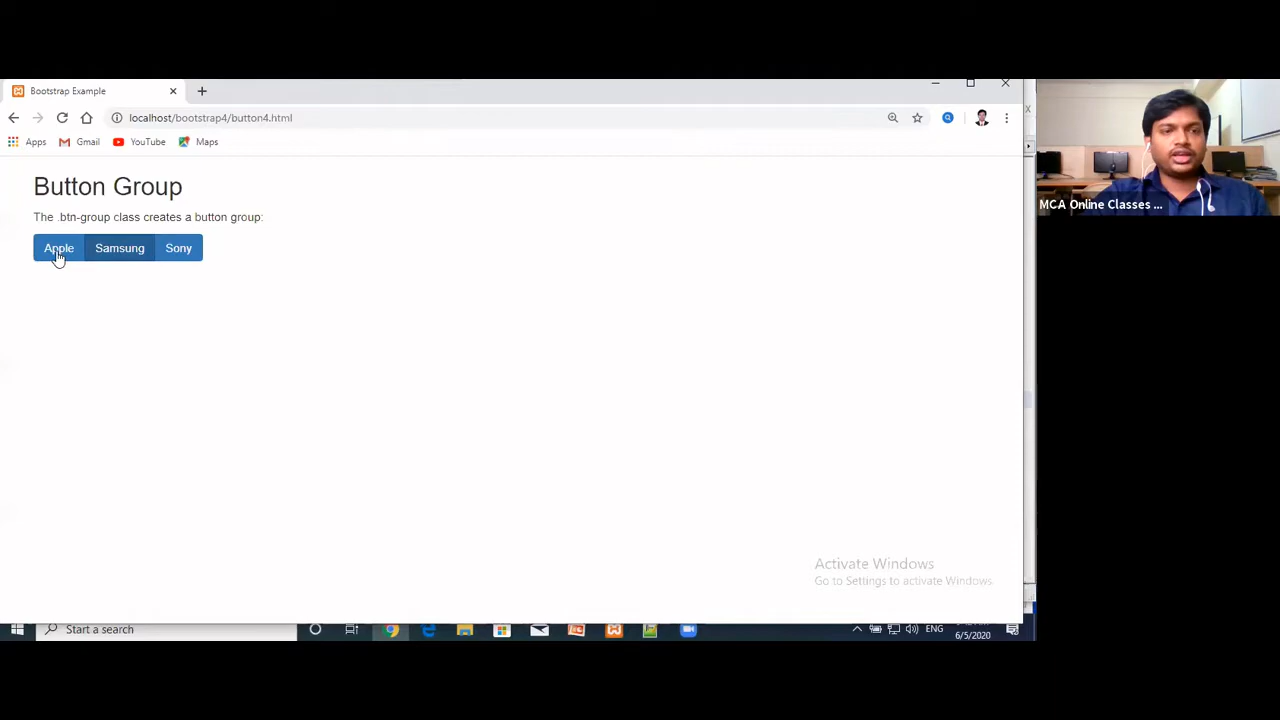 Bootstrap Example
localhost/bootstrap4/button4.html
Apps Gmail YouTube Maps
Button Group
The .btn-group class creates a button group:
Apple Samsung Sony
MCA Online Classes ...
Activate Windows
Go to Settings to activate Windows.
Start a search
ENG
6/5/2020